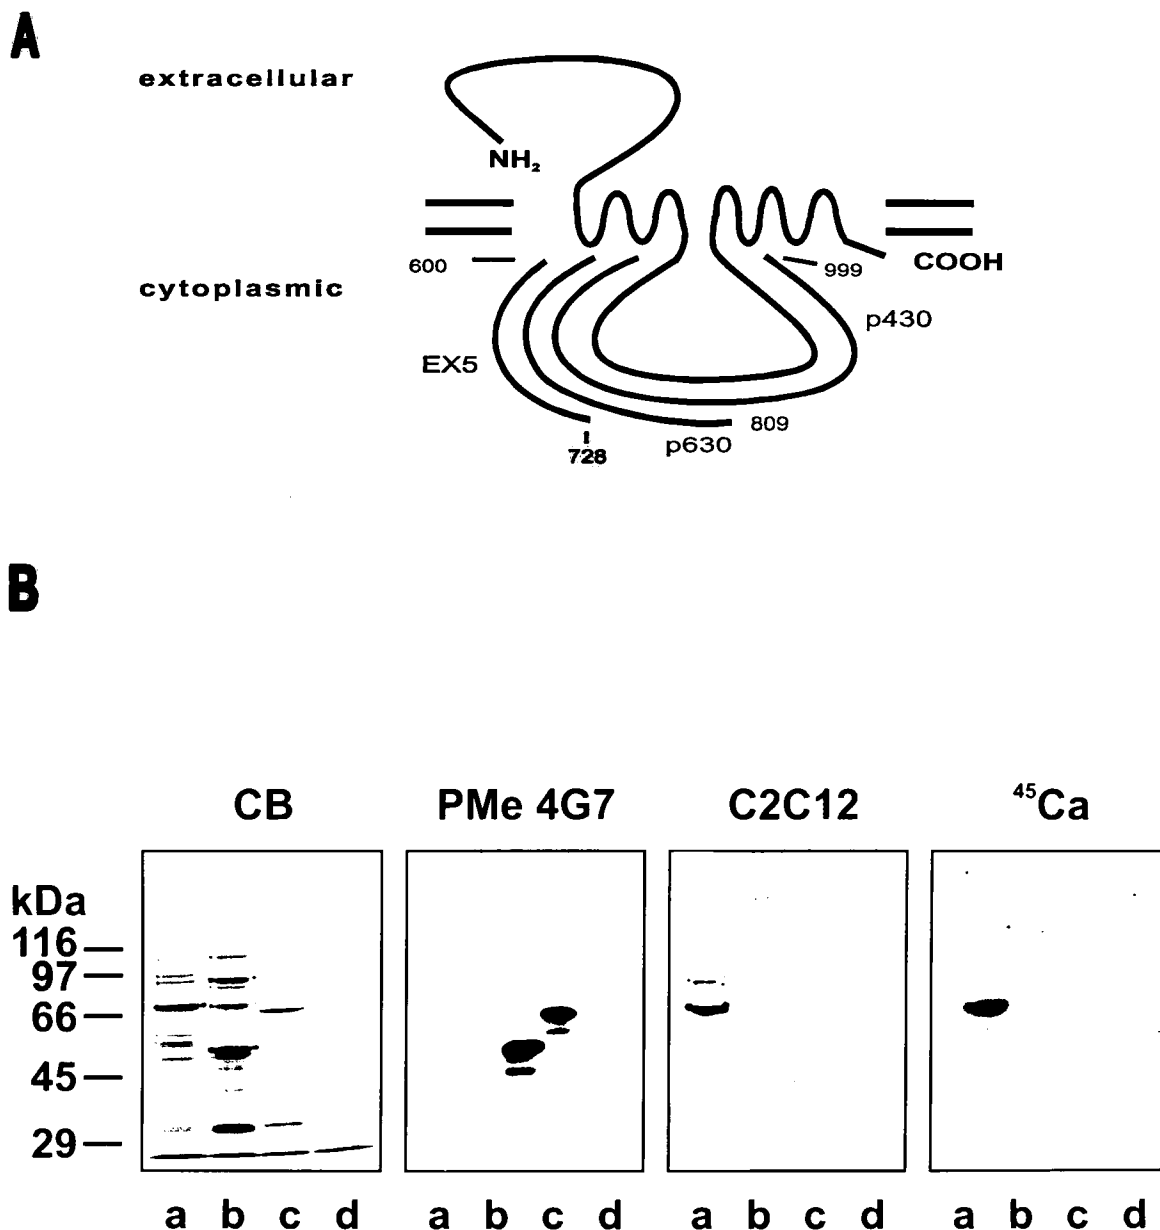 A
extracellular
NH₂
600
999
COOH
cytoplasmic
p430
EX5
809
p630
728
B
CB
PMe 4G7
C2C12
⁴⁵Ca
kDa
116
97
66
45
29
a b c d
a b c d
a b c d
a b c d